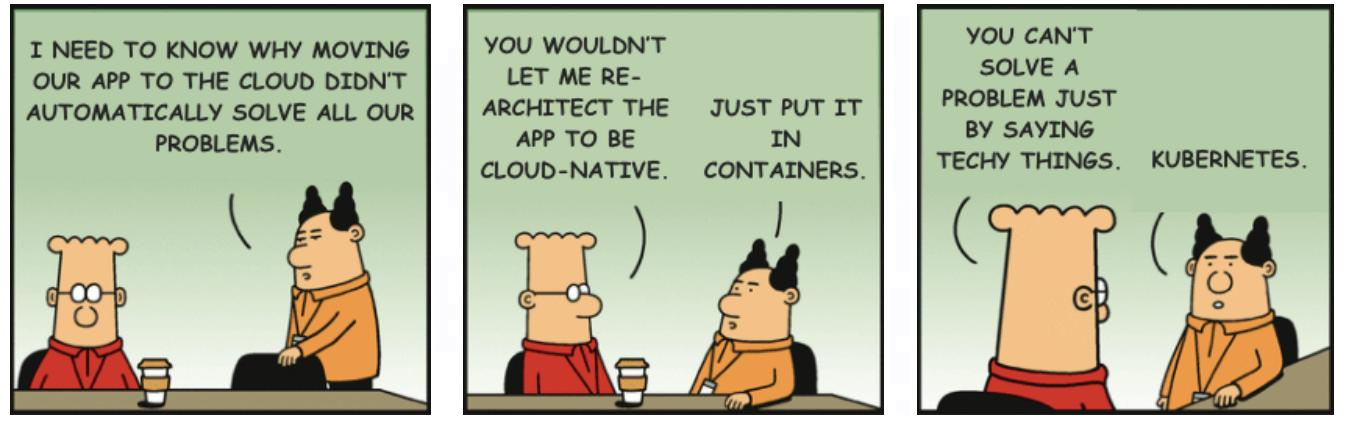 I NEED TO KNOW WHY MOVING
OUR APP TO THE CLOUD DIDN'T
AUTOMATICALLY SOLVE ALL OUR
PROBLEMS.
YOU WOULDN'T
LET ME RE-
ARCHITECT THE
APP TO BE
CLOUD-NATIVE.
JUST PUT IT
IN
CONTAINERS.
YOU CAN'T
SOLVE A
PROBLEM JUST
BY SAYING
TECHY THINGS.
KUBERNETES.